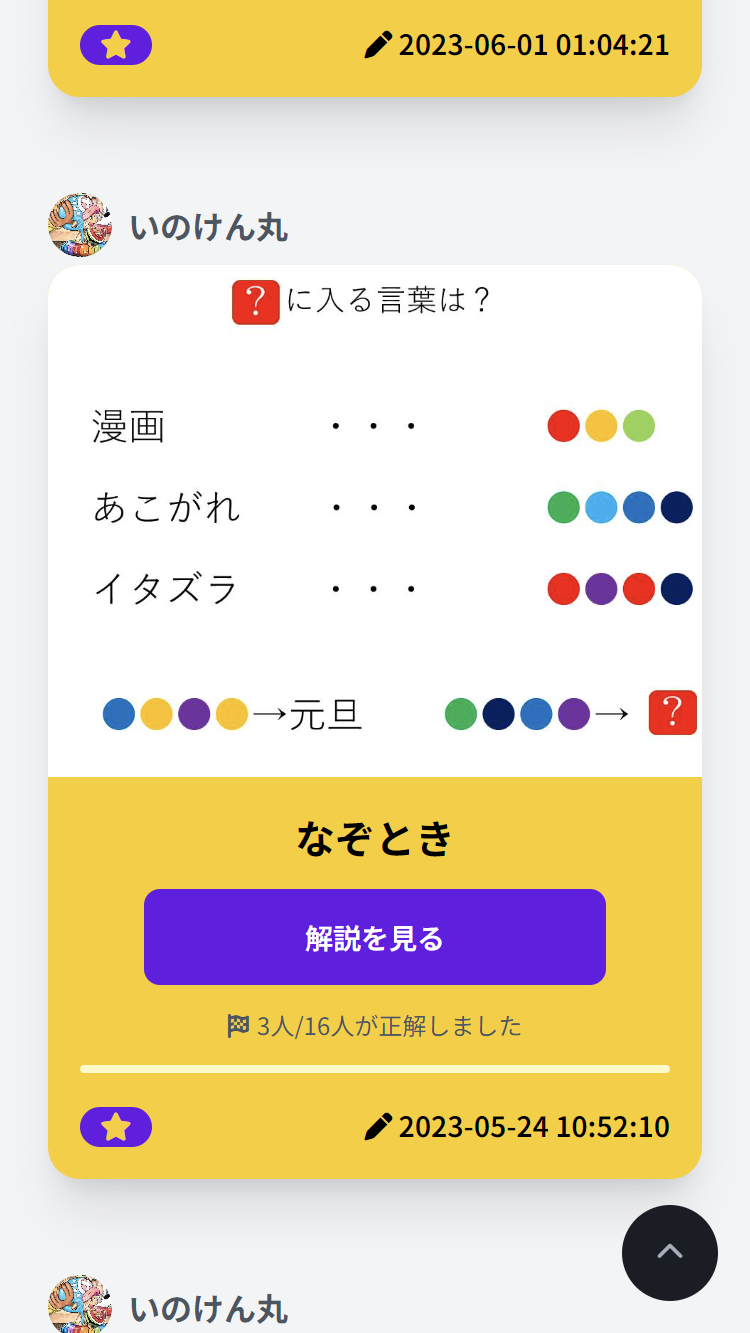 2023-06-01 01:04:21
いのけん丸
?に入る言葉は？
漫画 ・・・
あこがれ ・・・
イタズラ ・・・
→元旦 → ?
なぞとき
解説を見る
3人/16人が正解しました
2023-05-24 10:52:10
いのけん丸